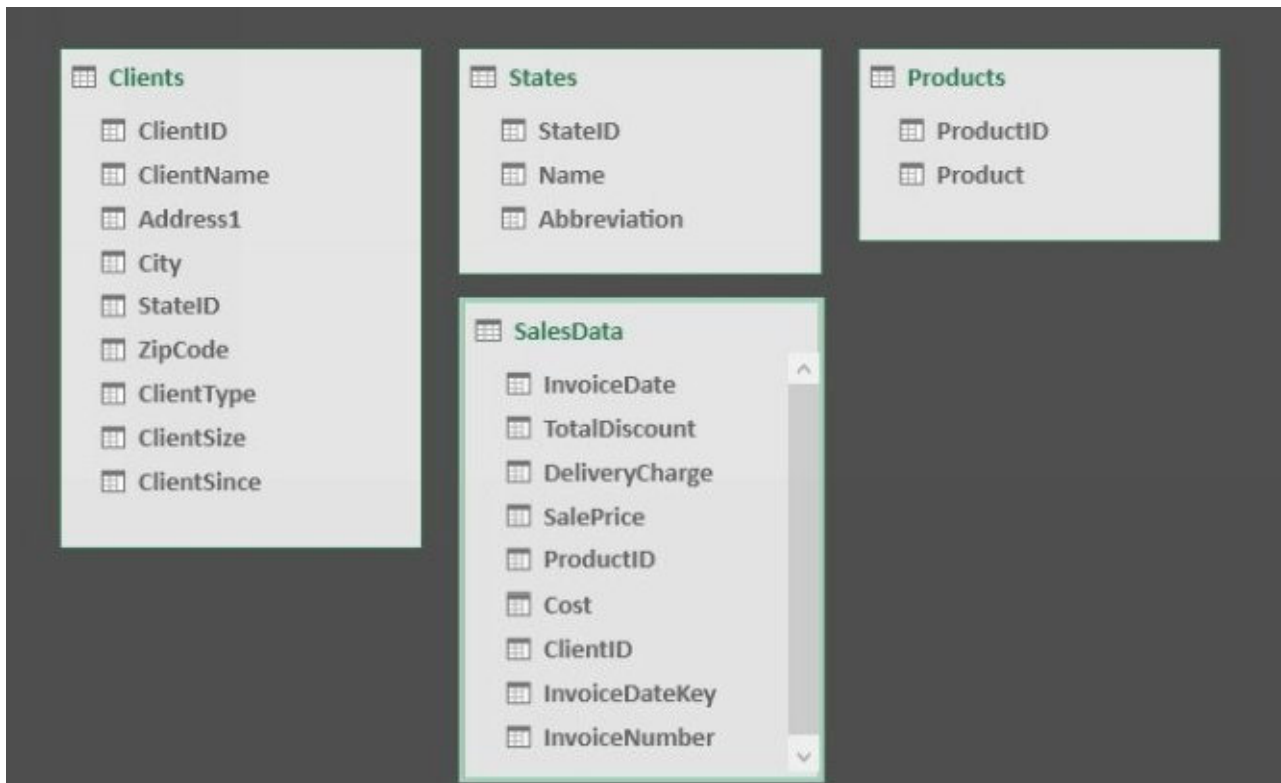 Clients
ClientID
ClientName
Address1
City
StateID
ZipCode
ClientType
ClientSize
ClientSince
States
StateID
Name
Abbreviation
Products
ProductID
Product
SalesData
InvoiceDate
TotalDiscount
DeliveryCharge
SalePrice
ProductID
Cost
ClientID
InvoiceDateKey
InvoiceNumber